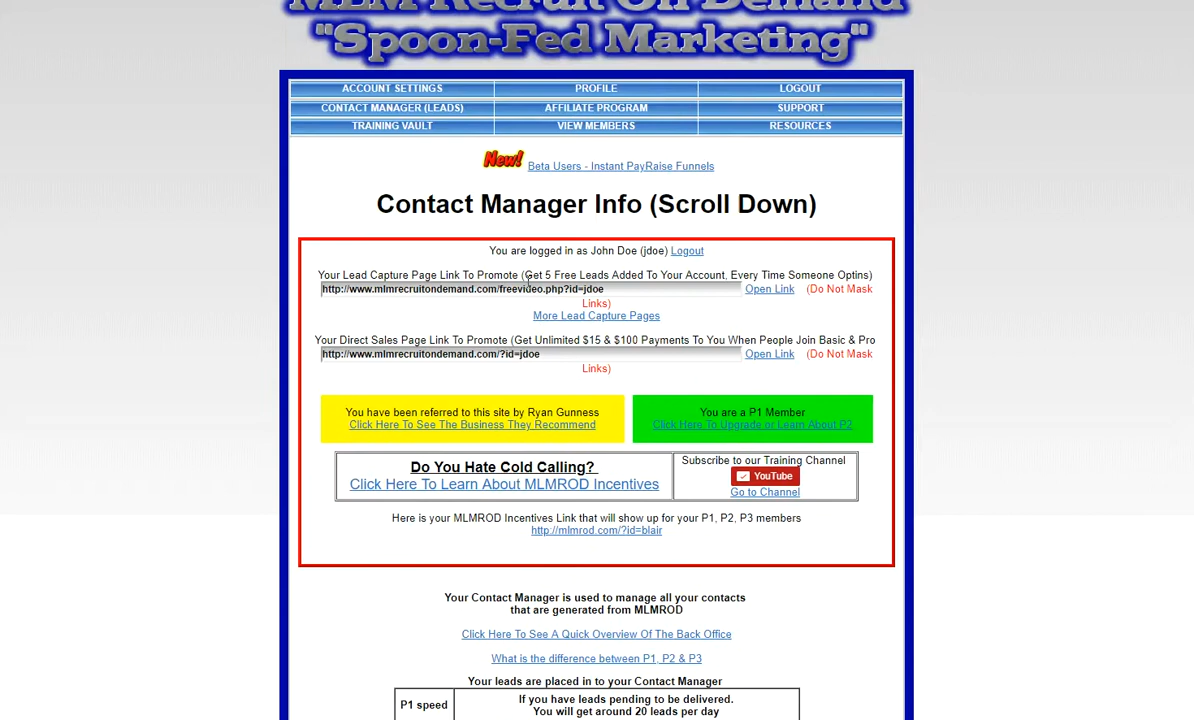 MLM Recruit On Demand
"Spoon-Fed Marketing"
ACCOUNT SETTINGS PROFILE LOGOUT
CONTACT MANAGER (LEADS) AFFILIATE PROGRAM SUPPORT
TRAINING VAULT VIEW MEMBERS RESOURCES
New! Beta Users - Instant PayRaise Funnels
Contact Manager Info (Scroll Down)
You are logged in as John Doe (jdoe) Logout
Your Lead Capture Page Link To Promote (Get 5 Free Leads Added To Your Account, Every Time Someone Optins)
http://www.mlmrecruitondemand.com/freevideo.php?id=jdoe Open Link (Do Not Mask
Links)
More Lead Capture Pages
Your Direct Sales Page Link To Promote (Get Unlimited $15 & $100 Payments To You When People Join Basic & Pro
http://www.mlmrecruitondemand.com/?id=jdoe Open Link (Do Not Mask
Links)
You have been referred to this site by Ryan Gunness
Click Here To See The Business They Recommend
You are a P1 Member
Click Here To Upgrade or Learn About P2
Do You Hate Cold Calling?
Click Here To Learn About MLMROD Incentives
Subscribe to our Training Channel
YouTube
Go to Channel
Here is your MLMROD Incentives Link that will show up for your P1, P2, P3 members
http://mlmrod.com/?id=blair
Your Contact Manager is used to manage all your contacts
that are generated from MLMROD
Click Here To See A Quick Overview Of The Back Office
What is the difference between P1, P2 & P3
Your leads are placed in to your Contact Manager
P1 speed
If you have leads pending to be delivered.
You will get around 20 leads per day